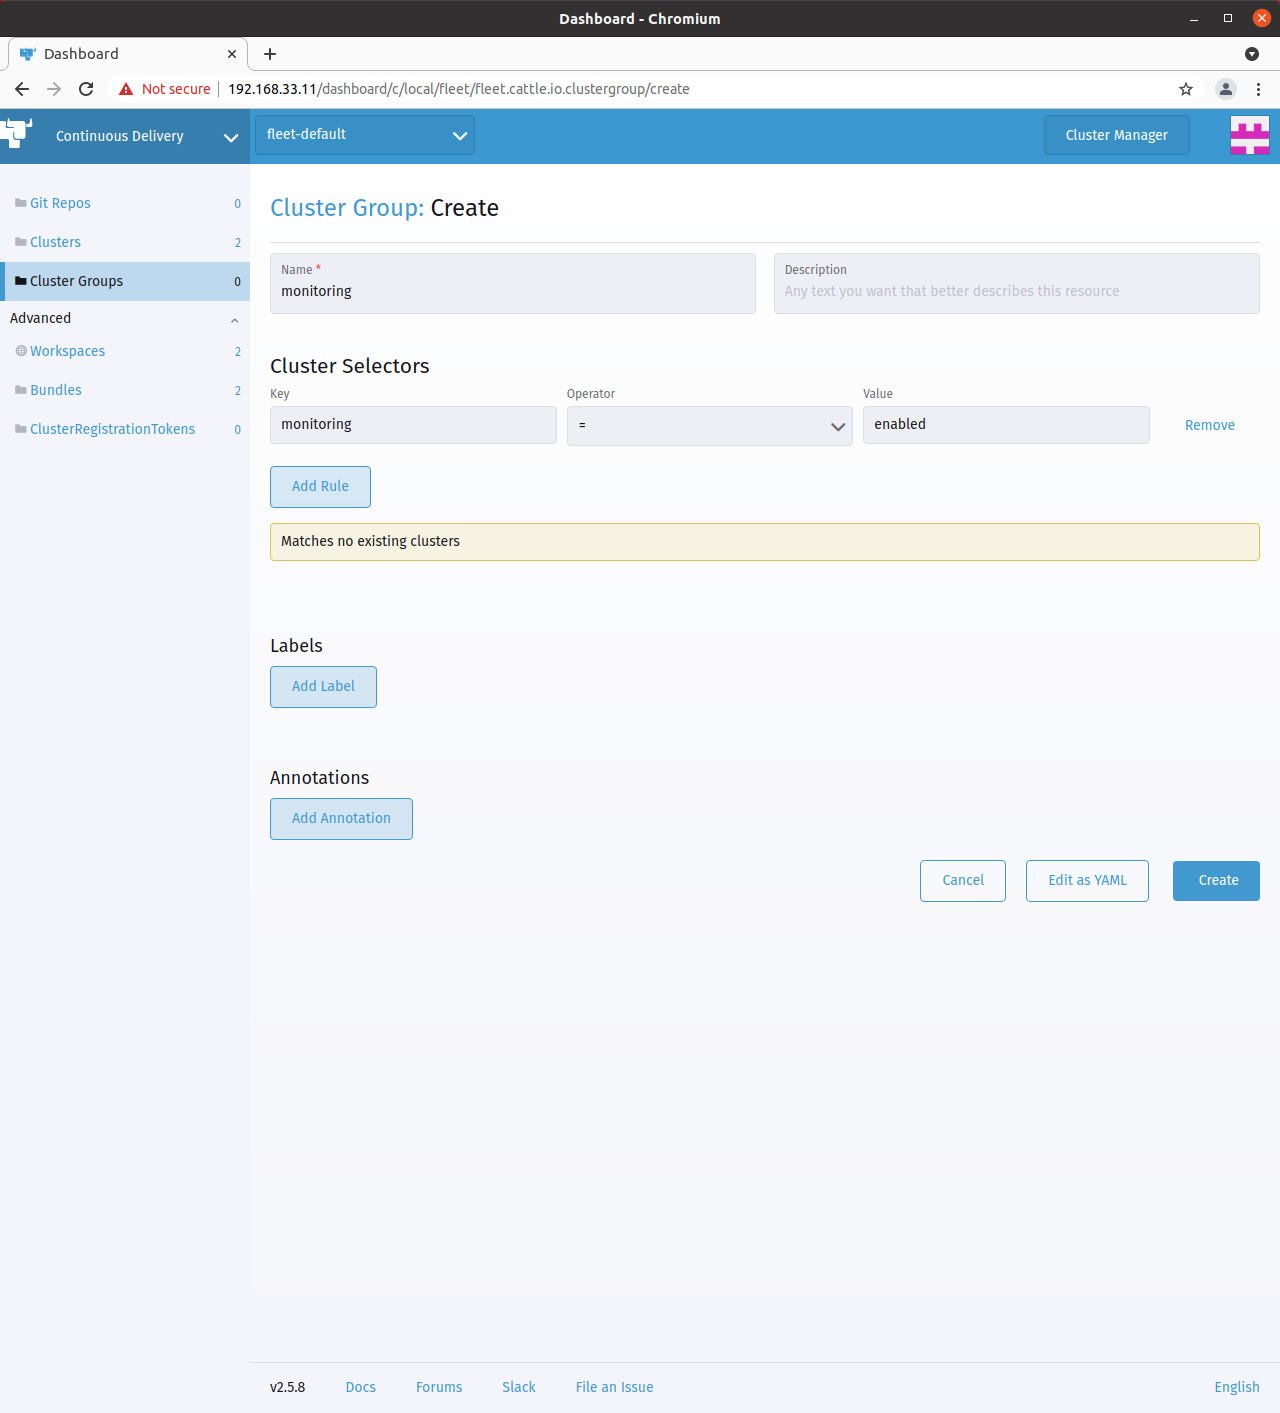 Dashboard - Chromium
Dashboard
Not secure 192.168.33.11/dashboard/c/local/fleet/fleet.cattle.io.clustergroup/create
Continuous Delivery
fleet-default
Cluster Manager
Git Repos 0
Clusters 2
Cluster Groups 0
Advanced
Workspaces 2
Bundles 2
ClusterRegistrationTokens 0
Cluster Group: Create
Name *
monitoring
Description
Any text you want that better describes this resource
Cluster Selectors
Key Operator Value
monitoring = enabled Remove
Add Rule
Matches no existing clusters
Labels
Add Label
Annotations
Add Annotation
Cancel Edit as YAML Create
v2.5.8 Docs Forums Slack File an Issue English